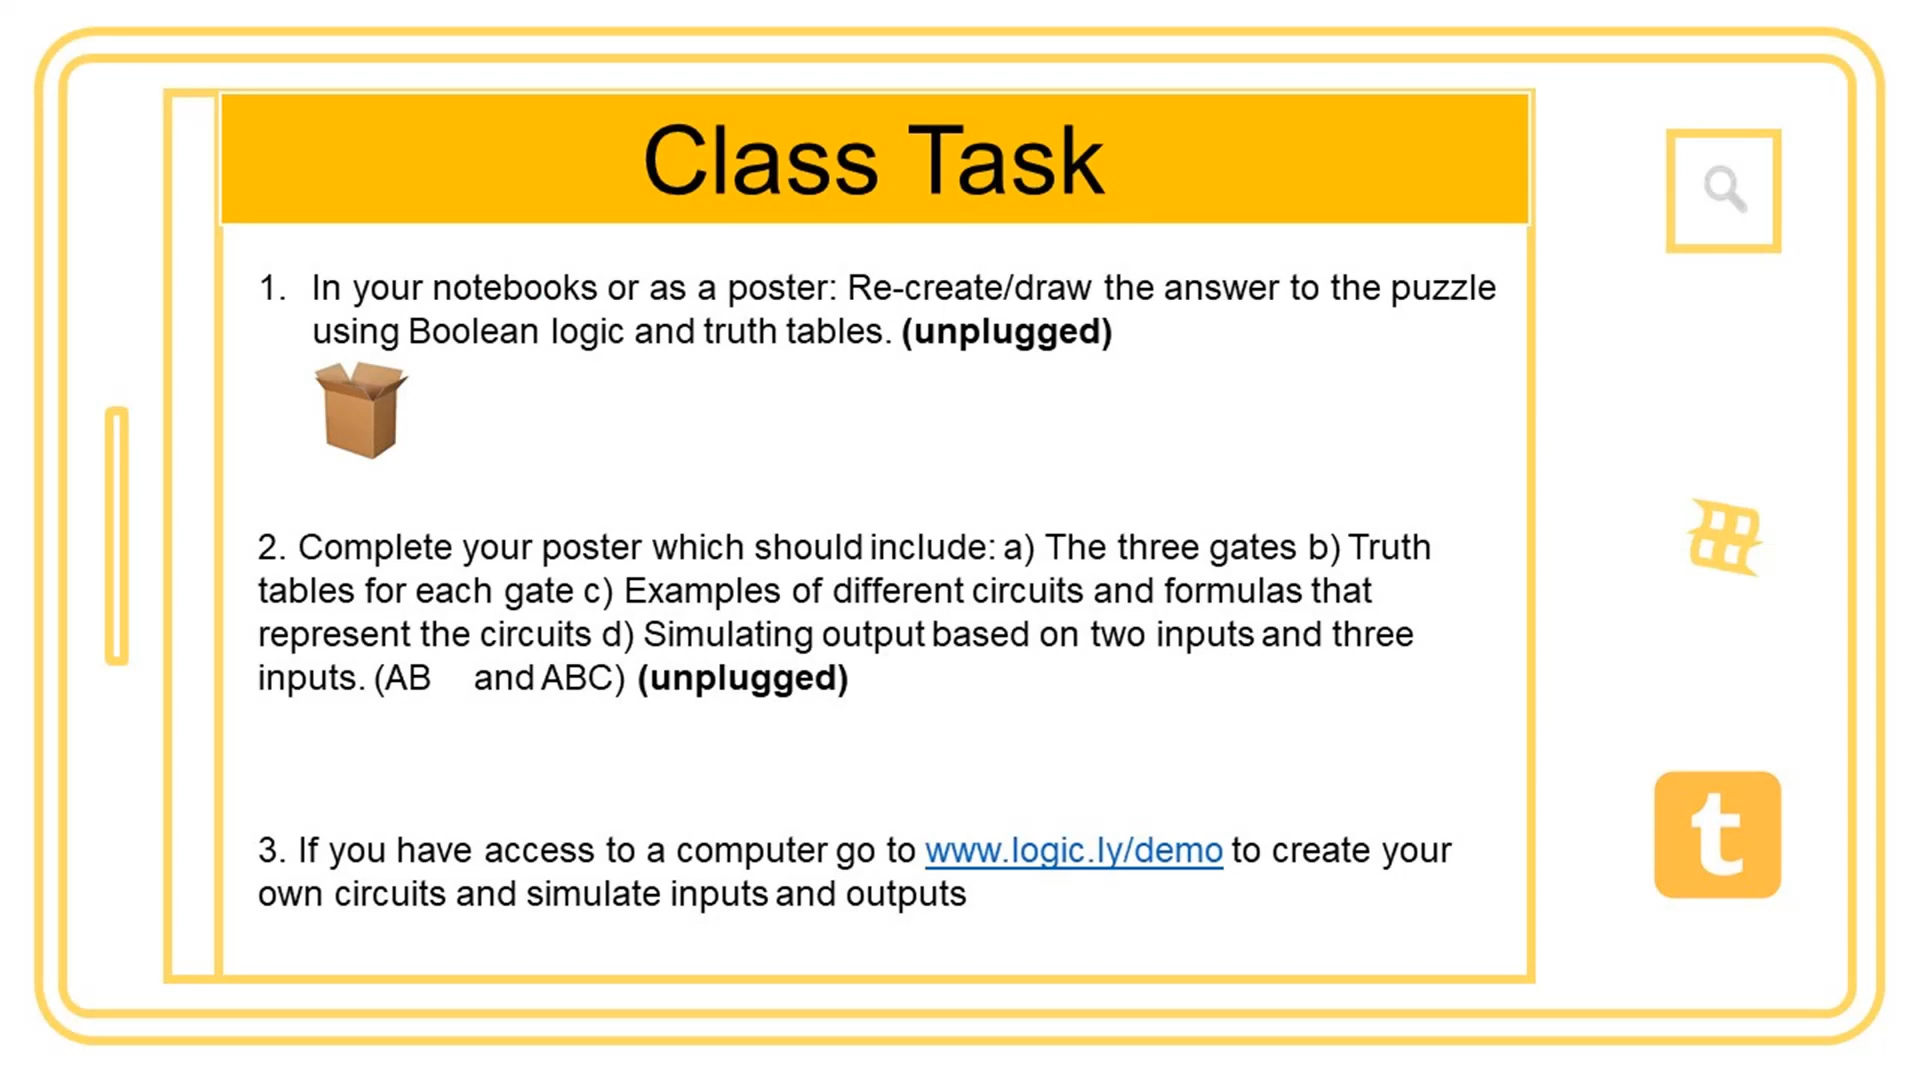 Class Task
1. In your notebooks or as a poster: Re-create/draw the answer to the puzzle
using Boolean logic and truth tables. (unplugged)
2. Complete your poster which should include: a) The three gates b) Truth
tables for each gate c) Examples of different circuits and formulas that
represent the circuits d) Simulating output based on two inputs and three
inputs. (AB and ABC) (unplugged)
3. If you have access to a computer go to www.logic.ly/demo to create your
own circuits and simulate inputs and outputs
t